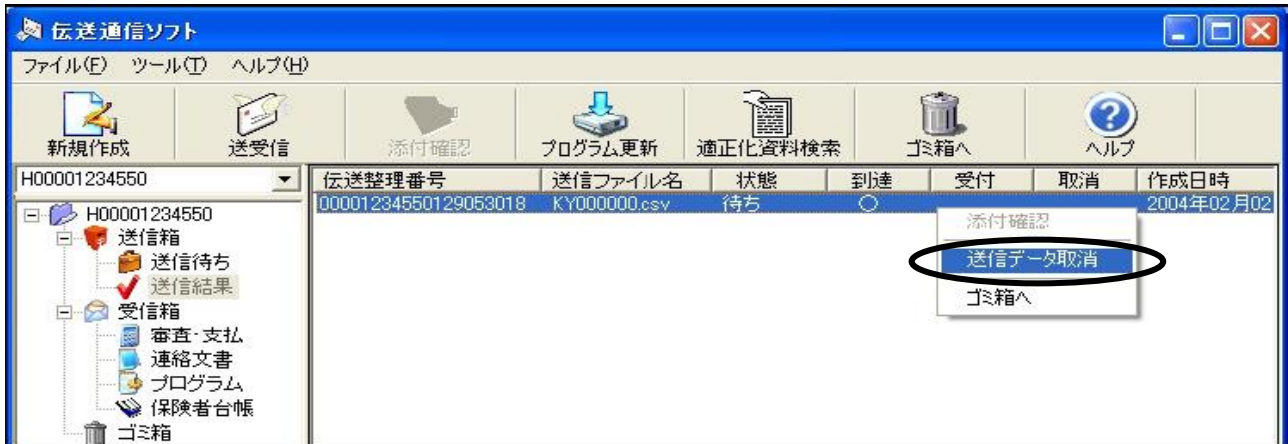 伝送通信ソフト
ファイル(F) ツール(T) ヘルプ(H)
新規作成 送受信 添付確認 プログラム更新 適正化資料検索 ゴミ箱へ ヘルプ
H00001234550
伝送整理番号 送信ファイル名 状態 到達 受付 取消 作成日時
00001234550129053018 KY000000.csv 待ち ○ 2004年02月02
H00001234550
送信箱
送信待ち
送信結果
受信箱
審査・支払
連絡文書
プログラム
保険者台帳
ゴミ箱
添付確認
送信データ取消
ゴミ箱へ